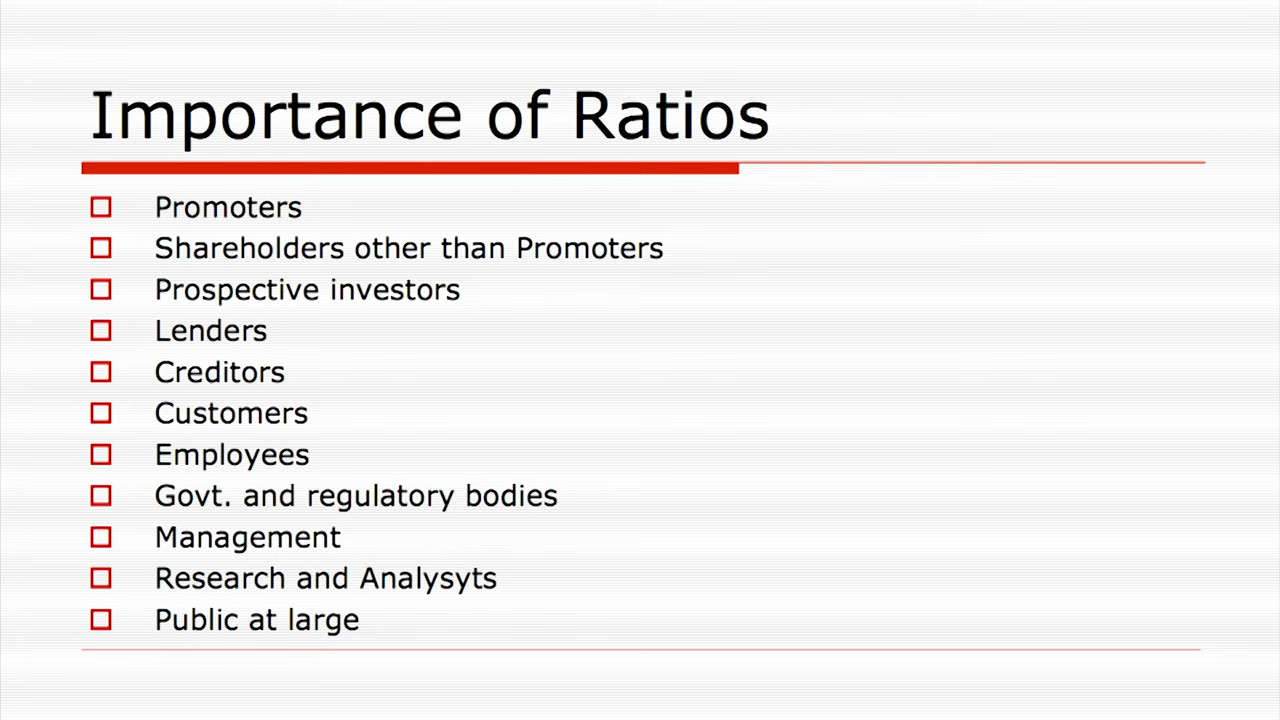 Importance of Ratios
Promoters
Shareholders other than Promoters
Prospective investors
Lenders
Creditors
Customers
Employees
Govt. and regulatory bodies
Management
Research and Analysyts
Public at large